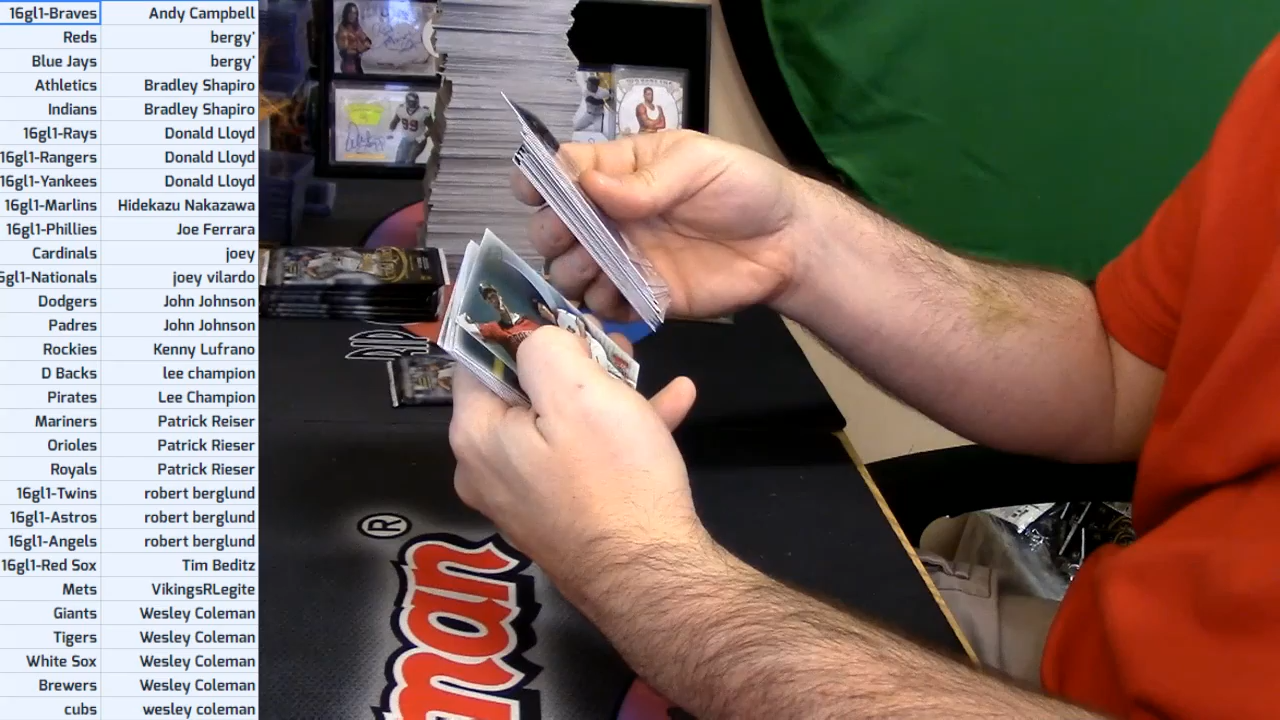 16gl1-Braves Andy Campbell
Reds bergy'
Blue Jays bergy'
Athletics Bradley Shapiro
Indians Bradley Shapiro
16gl1-Rays Donald Lloyd
16gl1-Rangers Donald Lloyd
16gl1-Yankees Donald Lloyd
16gl1-Marlins Hidekazu Nakazawa
16gl1-Phillies Joe Ferrara
Cardinals joey
6gl1-Nationals joey vilardo
Dodgers John Johnson
Padres John Johnson
Rockies Kenny Lufrano
D Backs lee champion
Pirates Lee Champion
Mariners Patrick Reiser
Orioles Patrick Rieser
Royals Patrick Rieser
16gl1-Twins robert berglund
16gl1-Astros robert berglund
16gl1-Angels robert berglund
16gl1-Red Sox Tim Beditz
Mets VikingsRLegite
Giants Wesley Coleman
Tigers Wesley Coleman
White Sox Wesley Coleman
Brewers Wesley Coleman
cubs wesley coleman
RIP
man
®
99